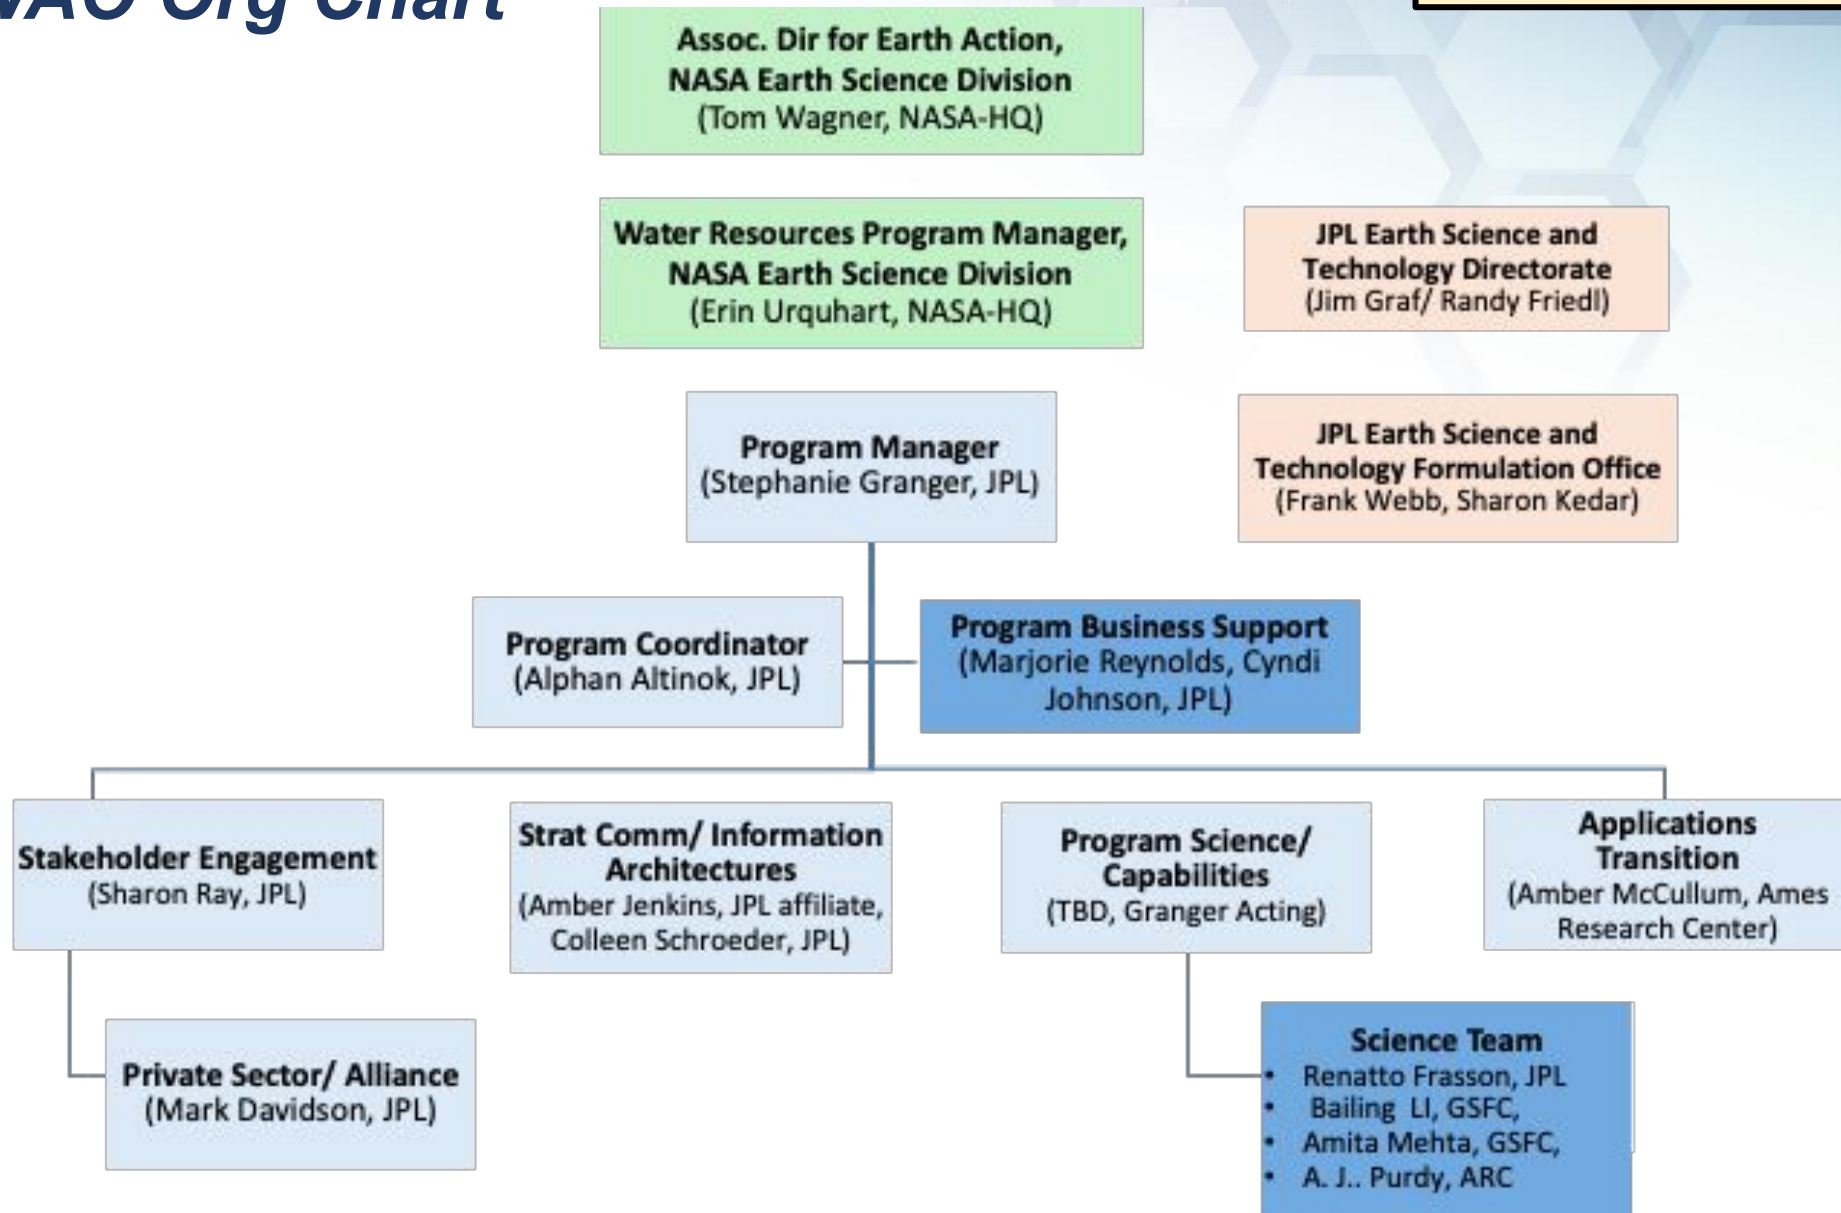 Org Chart
Assoc. Dir for Earth Action,
NASA Earth Science Division
(Tom Wagner, NASA-HQ)
Water Resources Program Manager,
NASA Earth Science Division
(Erin Urquhart, NASA-HQ)
JPL Earth Science and
Technology Directorate
(Jim Graf/ Randy Friedl)
Program Manager
(Stephanie Granger, JPL)
JPL Earth Science and
Technology Formulation Office
(Frank Webb, Sharon Kedar)
Program Coordinator
(Alphan Altinok, JPL)
Program Business Support
(Marjorie Reynolds, Cyndi
Johnson, JPL)
Stakeholder Engagement
(Sharon Ray, JPL)
Strat Comm/ Information
Architectures
(Amber Jenkins, JPL affiliate,
Colleen Schroeder, JPL)
Program Science/
Capabilities
(TBD, Granger Acting)
Applications
Transition
(Amber McCullum, Ames
Research Center)
Private Sector/ Alliance
(Mark Davidson, JPL)
Science Team
• Renatto Frasson, JPL
• Bailing LI, GSFC,
• Amita Mehta, GSFC,
• A. J.. Purdy, ARC